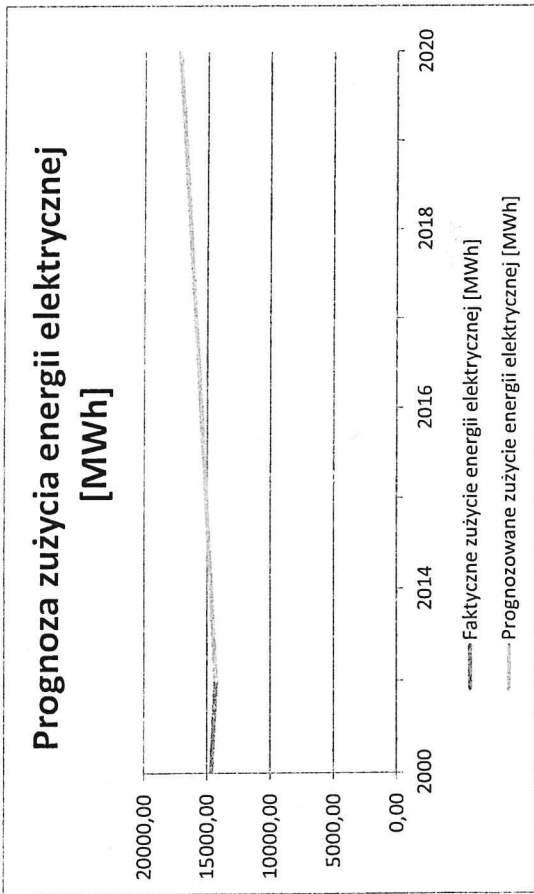 Prognoza zużycia energii elektrycznej
[MWh]
20000,00
15000,00
10000,00
5000,00
0,00
2000
2014
2016
2018
2020
Faktyczne zużycie energii elektrycznej [MWh]
Prognozowane zużycie energii elektrycznej [MWh]